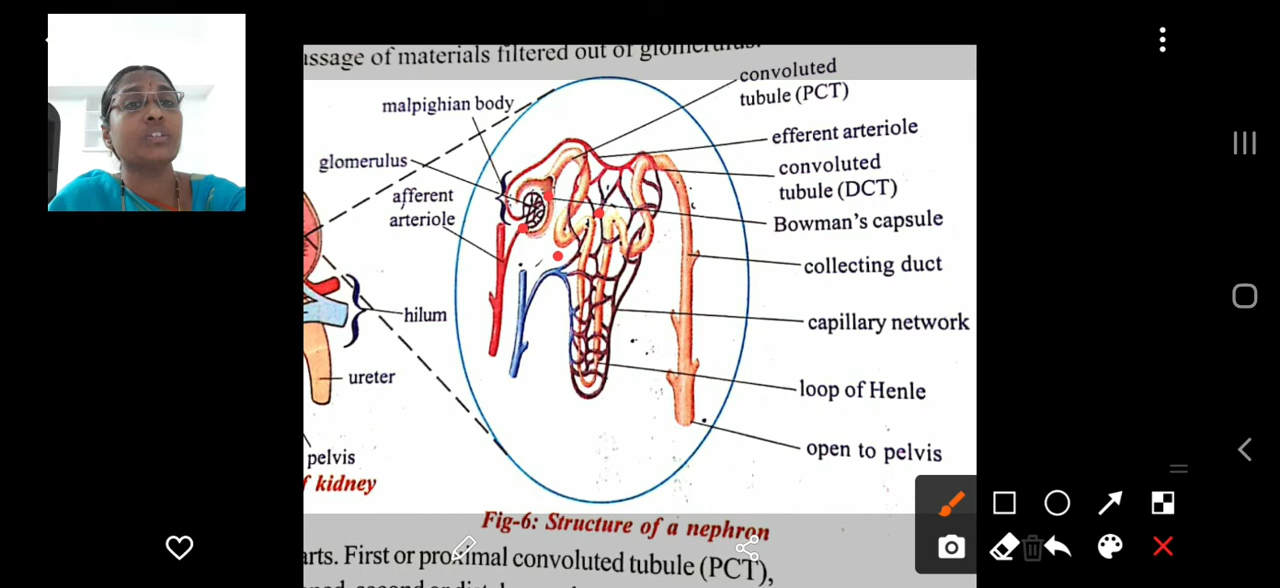 ssage of materials filtered out of glomerulus.
convoluted
tubule (PCT)
malpighian body
efferent arteriole
glomerulus
convoluted
tubule (DCT)
afferent
arteriole
Bowman's capsule
collecting duct
hilum
capillary network
ureter
loop of Henle
open to pelvis
pelvis
f kidney
Fig-6: Structure of a nephron
arts. First or proximal convoluted tubule (PCT),